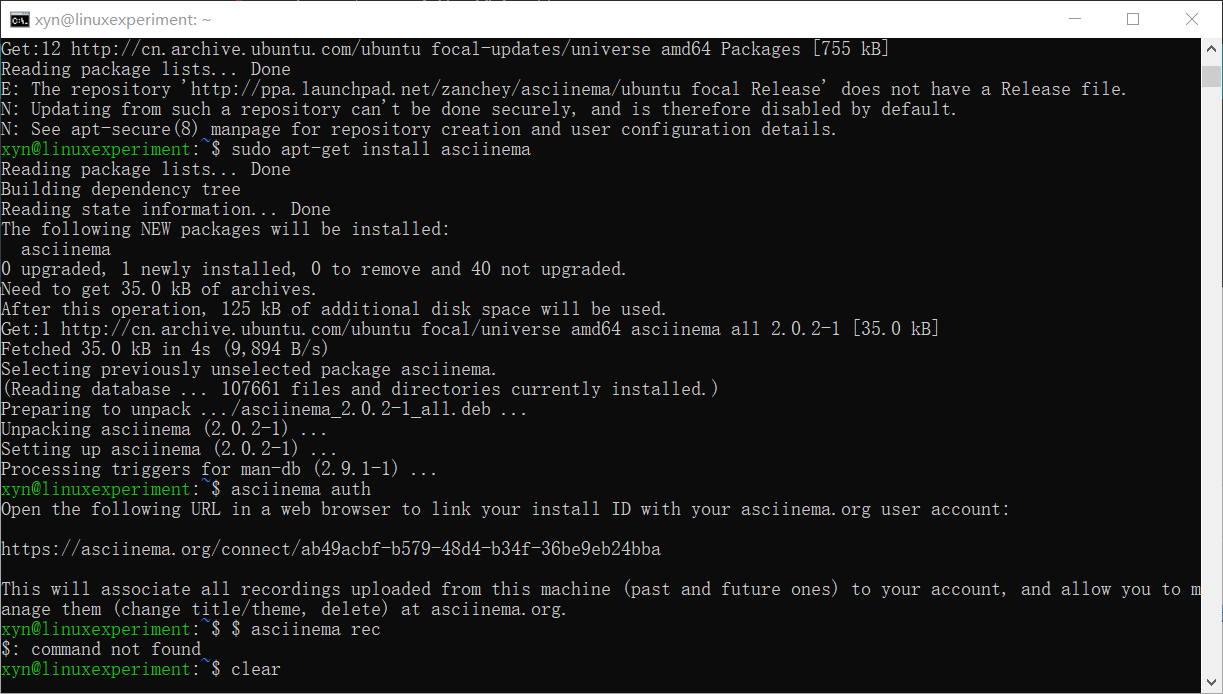 xyn@linuxexperiment: ~
Get:12 http://cn.archive.ubuntu.com/ubuntu focal-updates/universe amd64 Packages [755 kB]
Reading package lists... Done
E: The repository 'http://ppa.launchpad.net/zanchey/asciinema/ubuntu focal Release' does not have a Release file.
N: Updating from such a repository can't be done securely, and is therefore disabled by default.
N: See apt-secure(8) manpage for repository creation and user configuration details.
xyn@linuxexperiment:~$ sudo apt-get install asciinema
Reading package lists... Done
Building dependency tree
Reading state information... Done
The following NEW packages will be installed:
  asciinema
0 upgraded, 1 newly installed, 0 to remove and 40 not upgraded.
Need to get 35.0 kB of archives.
After this operation, 125 kB of additional disk space will be used.
Get:1 http://cn.archive.ubuntu.com/ubuntu focal/universe amd64 asciinema all 2.0.2-1 [35.0 kB]
Fetched 35.0 kB in 4s (9,894 B/s)
Selecting previously unselected package asciinema.
(Reading database ... 107661 files and directories currently installed.)
Preparing to unpack .../asciinema_2.0.2-1_all.deb ...
Unpacking asciinema (2.0.2-1) ...
Setting up asciinema (2.0.2-1) ...
Processing triggers for man-db (2.9.1-1) ...
xyn@linuxexperiment:~$ asciinema auth
Open the following URL in a web browser to link your install ID with your asciinema.org user account:
https://asciinema.org/connect/ab49acbf-b579-48d4-b34f-36be9eb24bba
This will associate all recordings uploaded from this machine (past and future ones) to your account, and allow you to m
anage them (change title/theme, delete) at asciinema.org.
xyn@linuxexperiment:~$ $ asciinema rec
$: command not found
xyn@linuxexperiment:~$ clear